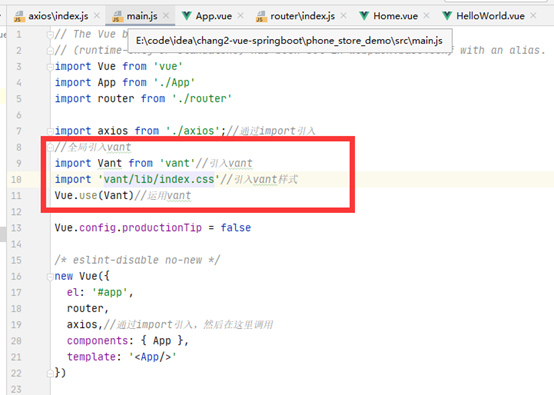 axios\index.js main.js App.vue router\index.js Home.vue HelloWorld.vue
1 // The Vue b
E:\code\idea\chang2-vue-springboot\phone_store_demo\src\main.js
2 // (runtime- with an alias.
3 import Vue from 'vue'
4 import App from './App'
5 import router from './router'
6
7 import axios from './axios';//通过import引入
8 //全局引入vant
9 import Vant from 'vant'//引入vant
10 import 'vant/lib/index.css'//引入vant样式
11 Vue.use(Vant)//运用vant
12
13 Vue.config.productionTip = false
14
15 /* eslint-disable no-new */
16 new Vue({
17 el: '#app',
18 router,
19 axios,//通过import引入，然后在这里调用
20 components: { App },
21 template: '<App/>'
22 })
23